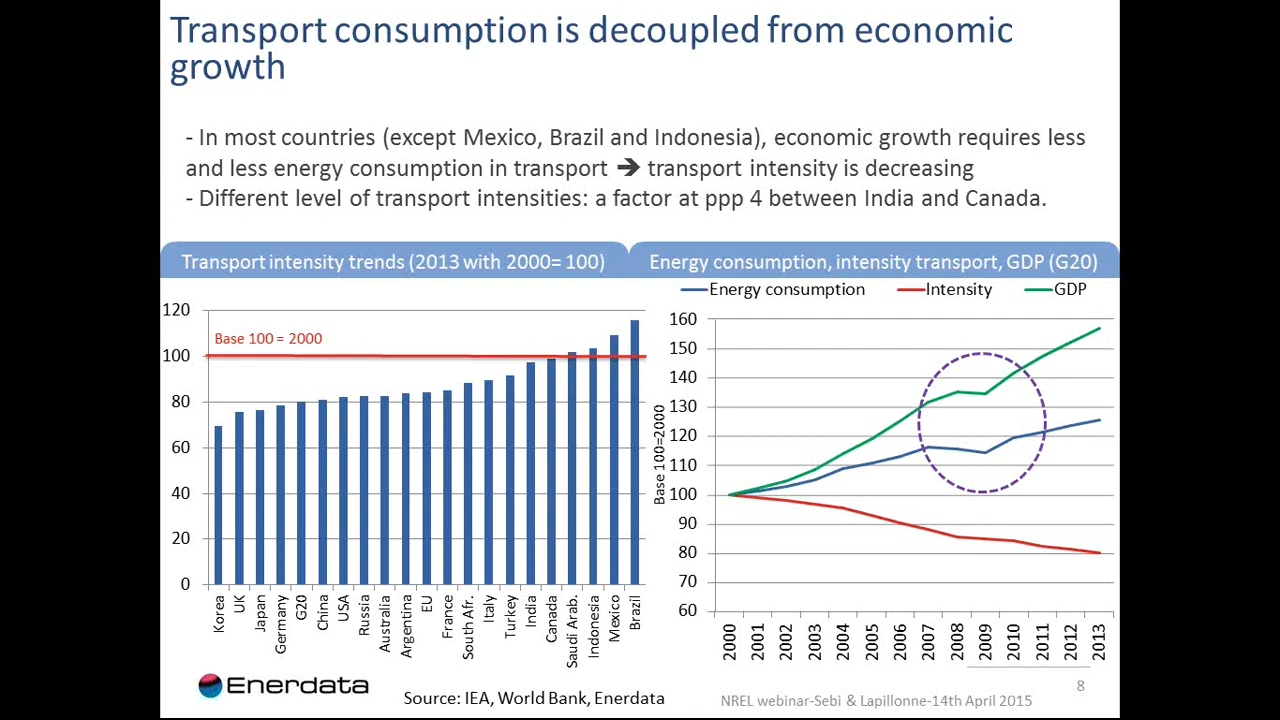 Transport consumption is decoupled from economic
growth
- In most countries (except Mexico, Brazil and Indonesia), economic growth requires less
and less energy consumption in transport ➔ transport intensity is decreasing
- Different level of transport intensities: a factor at ppp 4 between India and Canada.
Transport intensity trends (2013 with 2000= 100)
120
100
80
60
40
20
0
Base 100 = 2000
Korea
UK
Japan
Germany
G20
China
USA
Russia
Australia
Argentina
EU
France
South Afr.
Italy
Turkey
India
Canada
Saudi Arab.
Indonesia
Mexico
Brazil
Energy consumption, intensity transport, GDP (G20)
Energy consumption Intensity GDP
Base 100=2000
160
150
140
130
120
110
100
90
80
70
60
2000
2001
2002
2003
2004
2005
2006
2007
2008
2009
2010
2011
2012
2013
Enerdata
Source: IEA, World Bank, Enerdata
NREL webinar-Sebi & Lapillonne-14th April 2015
8